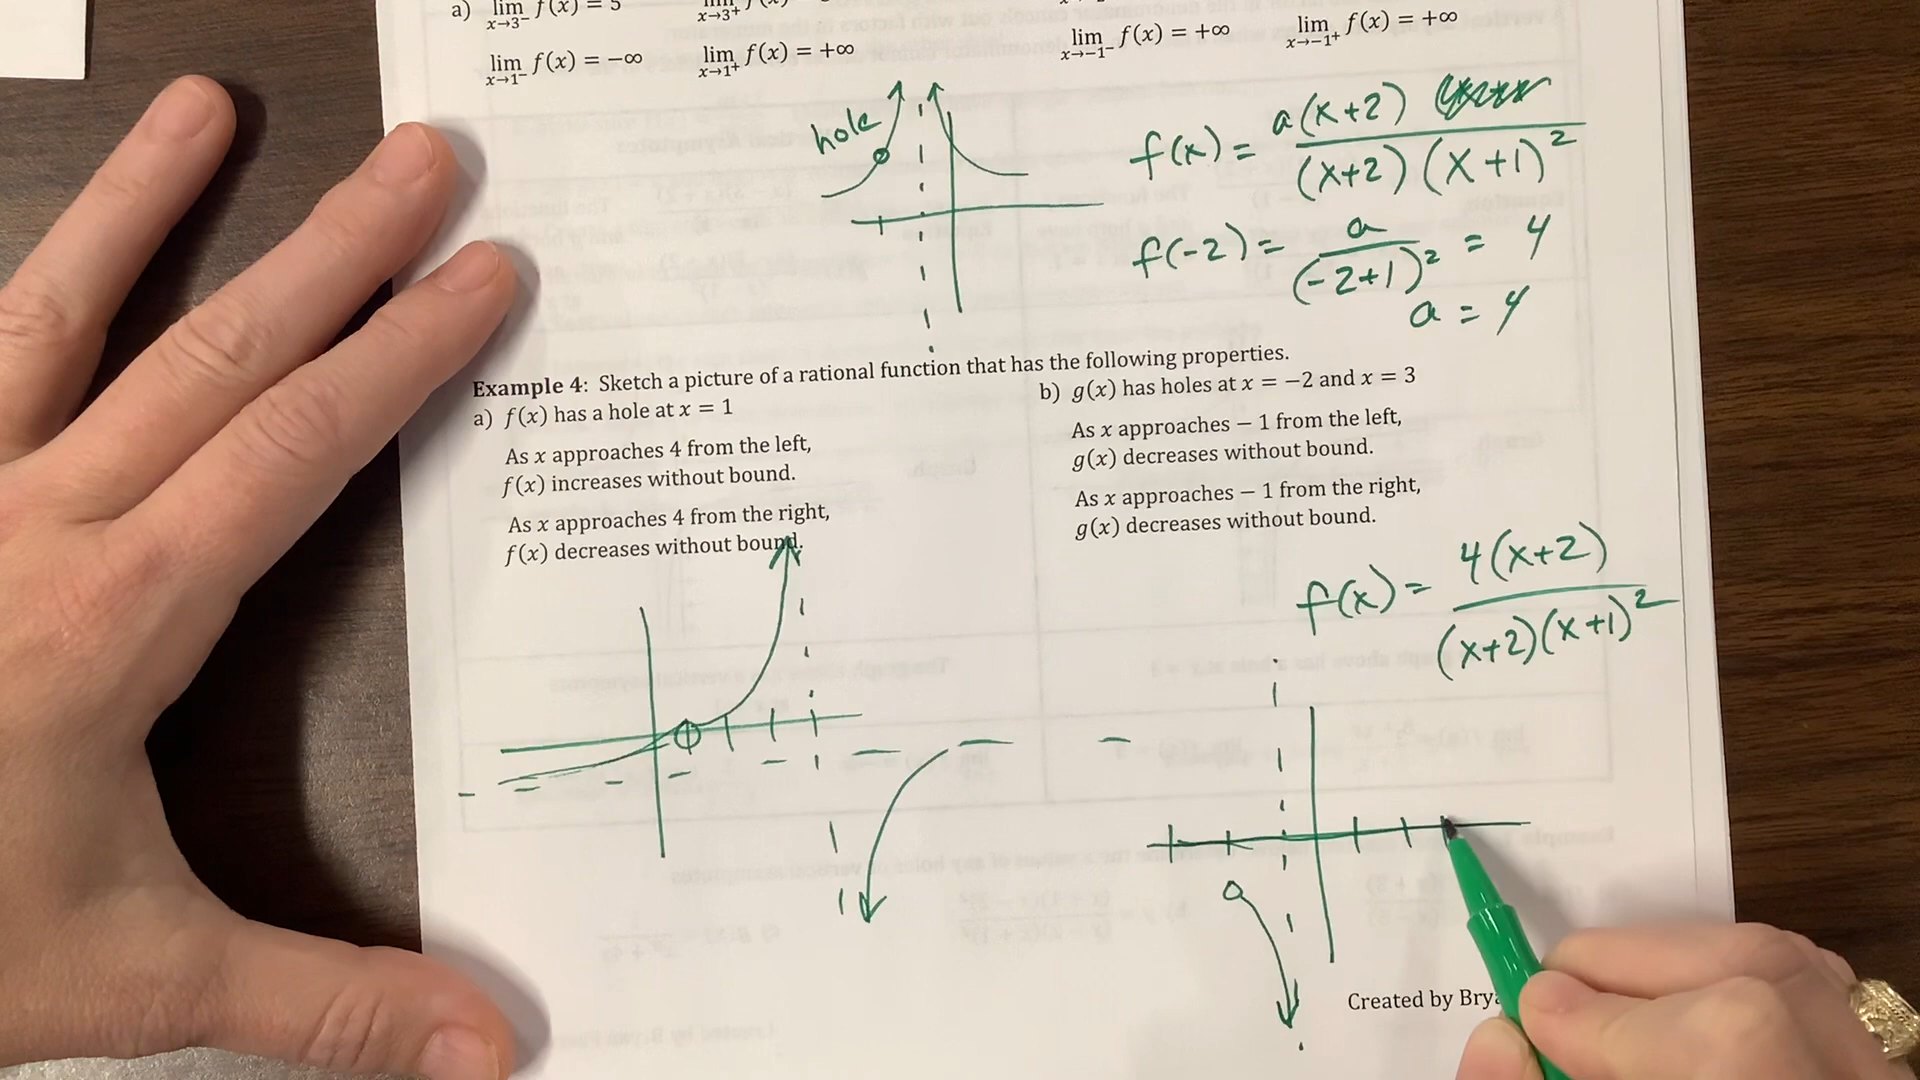 a) lim x→3⁻ f(x) = 5
lim x→3⁺
lim x→1⁻ f(x) = −∞
lim x→1⁺ f(x) = +∞
lim x→−1⁻ f(x) = +∞
lim x→−1⁺ f(x) = +∞
hole
f(x) = a(x+2) / (x+2)(x+1)²
f(-2) = a / (-2+1)² = 4
a = 4
Example 4: Sketch a picture of a rational function that has the following properties.
a) f(x) has a hole at x = 1
As x approaches 4 from the left,
f(x) increases without bound.
As x approaches 4 from the right,
f(x) decreases without bound.
b) g(x) has holes at x = −2 and x = 3
As x approaches − 1 from the left,
g(x) decreases without bound.
As x approaches − 1 from the right,
g(x) decreases without bound.
f(x) = 4(x+2) / (x+2)(x+1)²
Created by